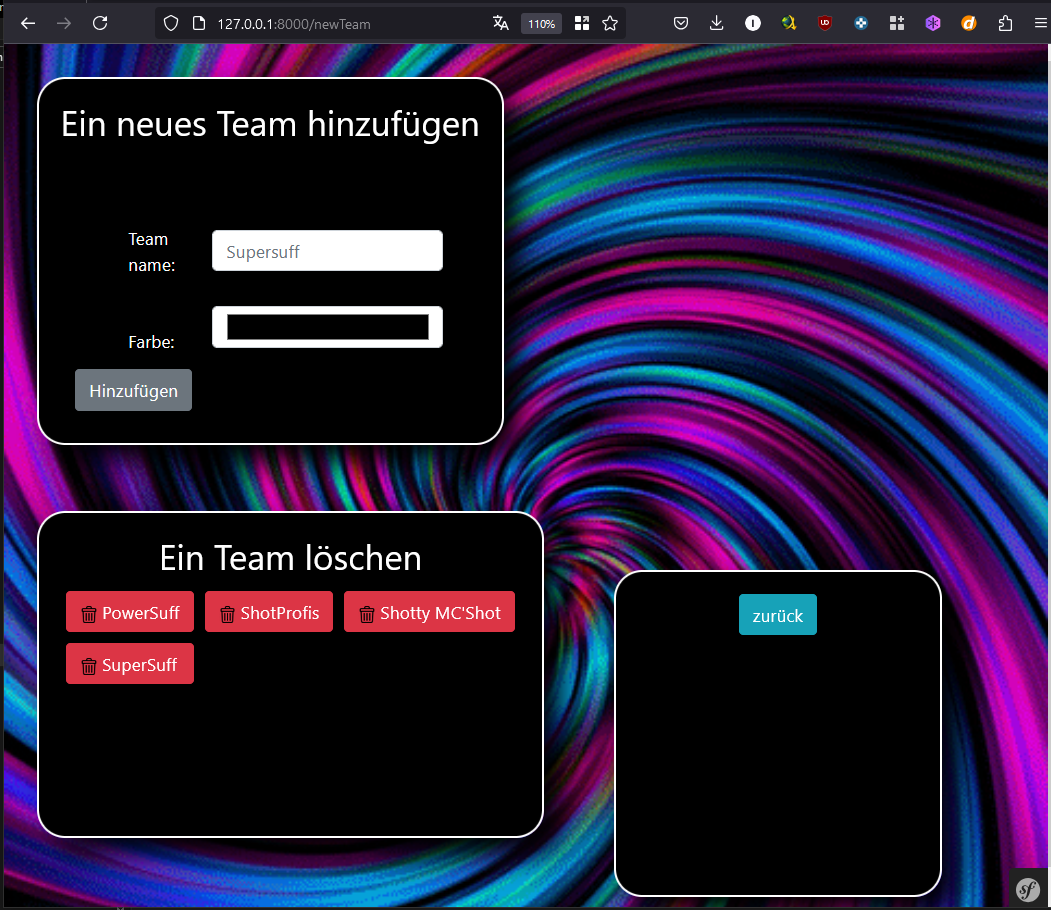 127.0.0.1:8000/newTeam
110%
Ein neues Team hinzufügen
Team
name:
Supersuff
Farbe:
Hinzufügen
Ein Team löschen
PowerSuff
ShotProfis
Shotty MC'Shot
SuperSuff
zurück
sf